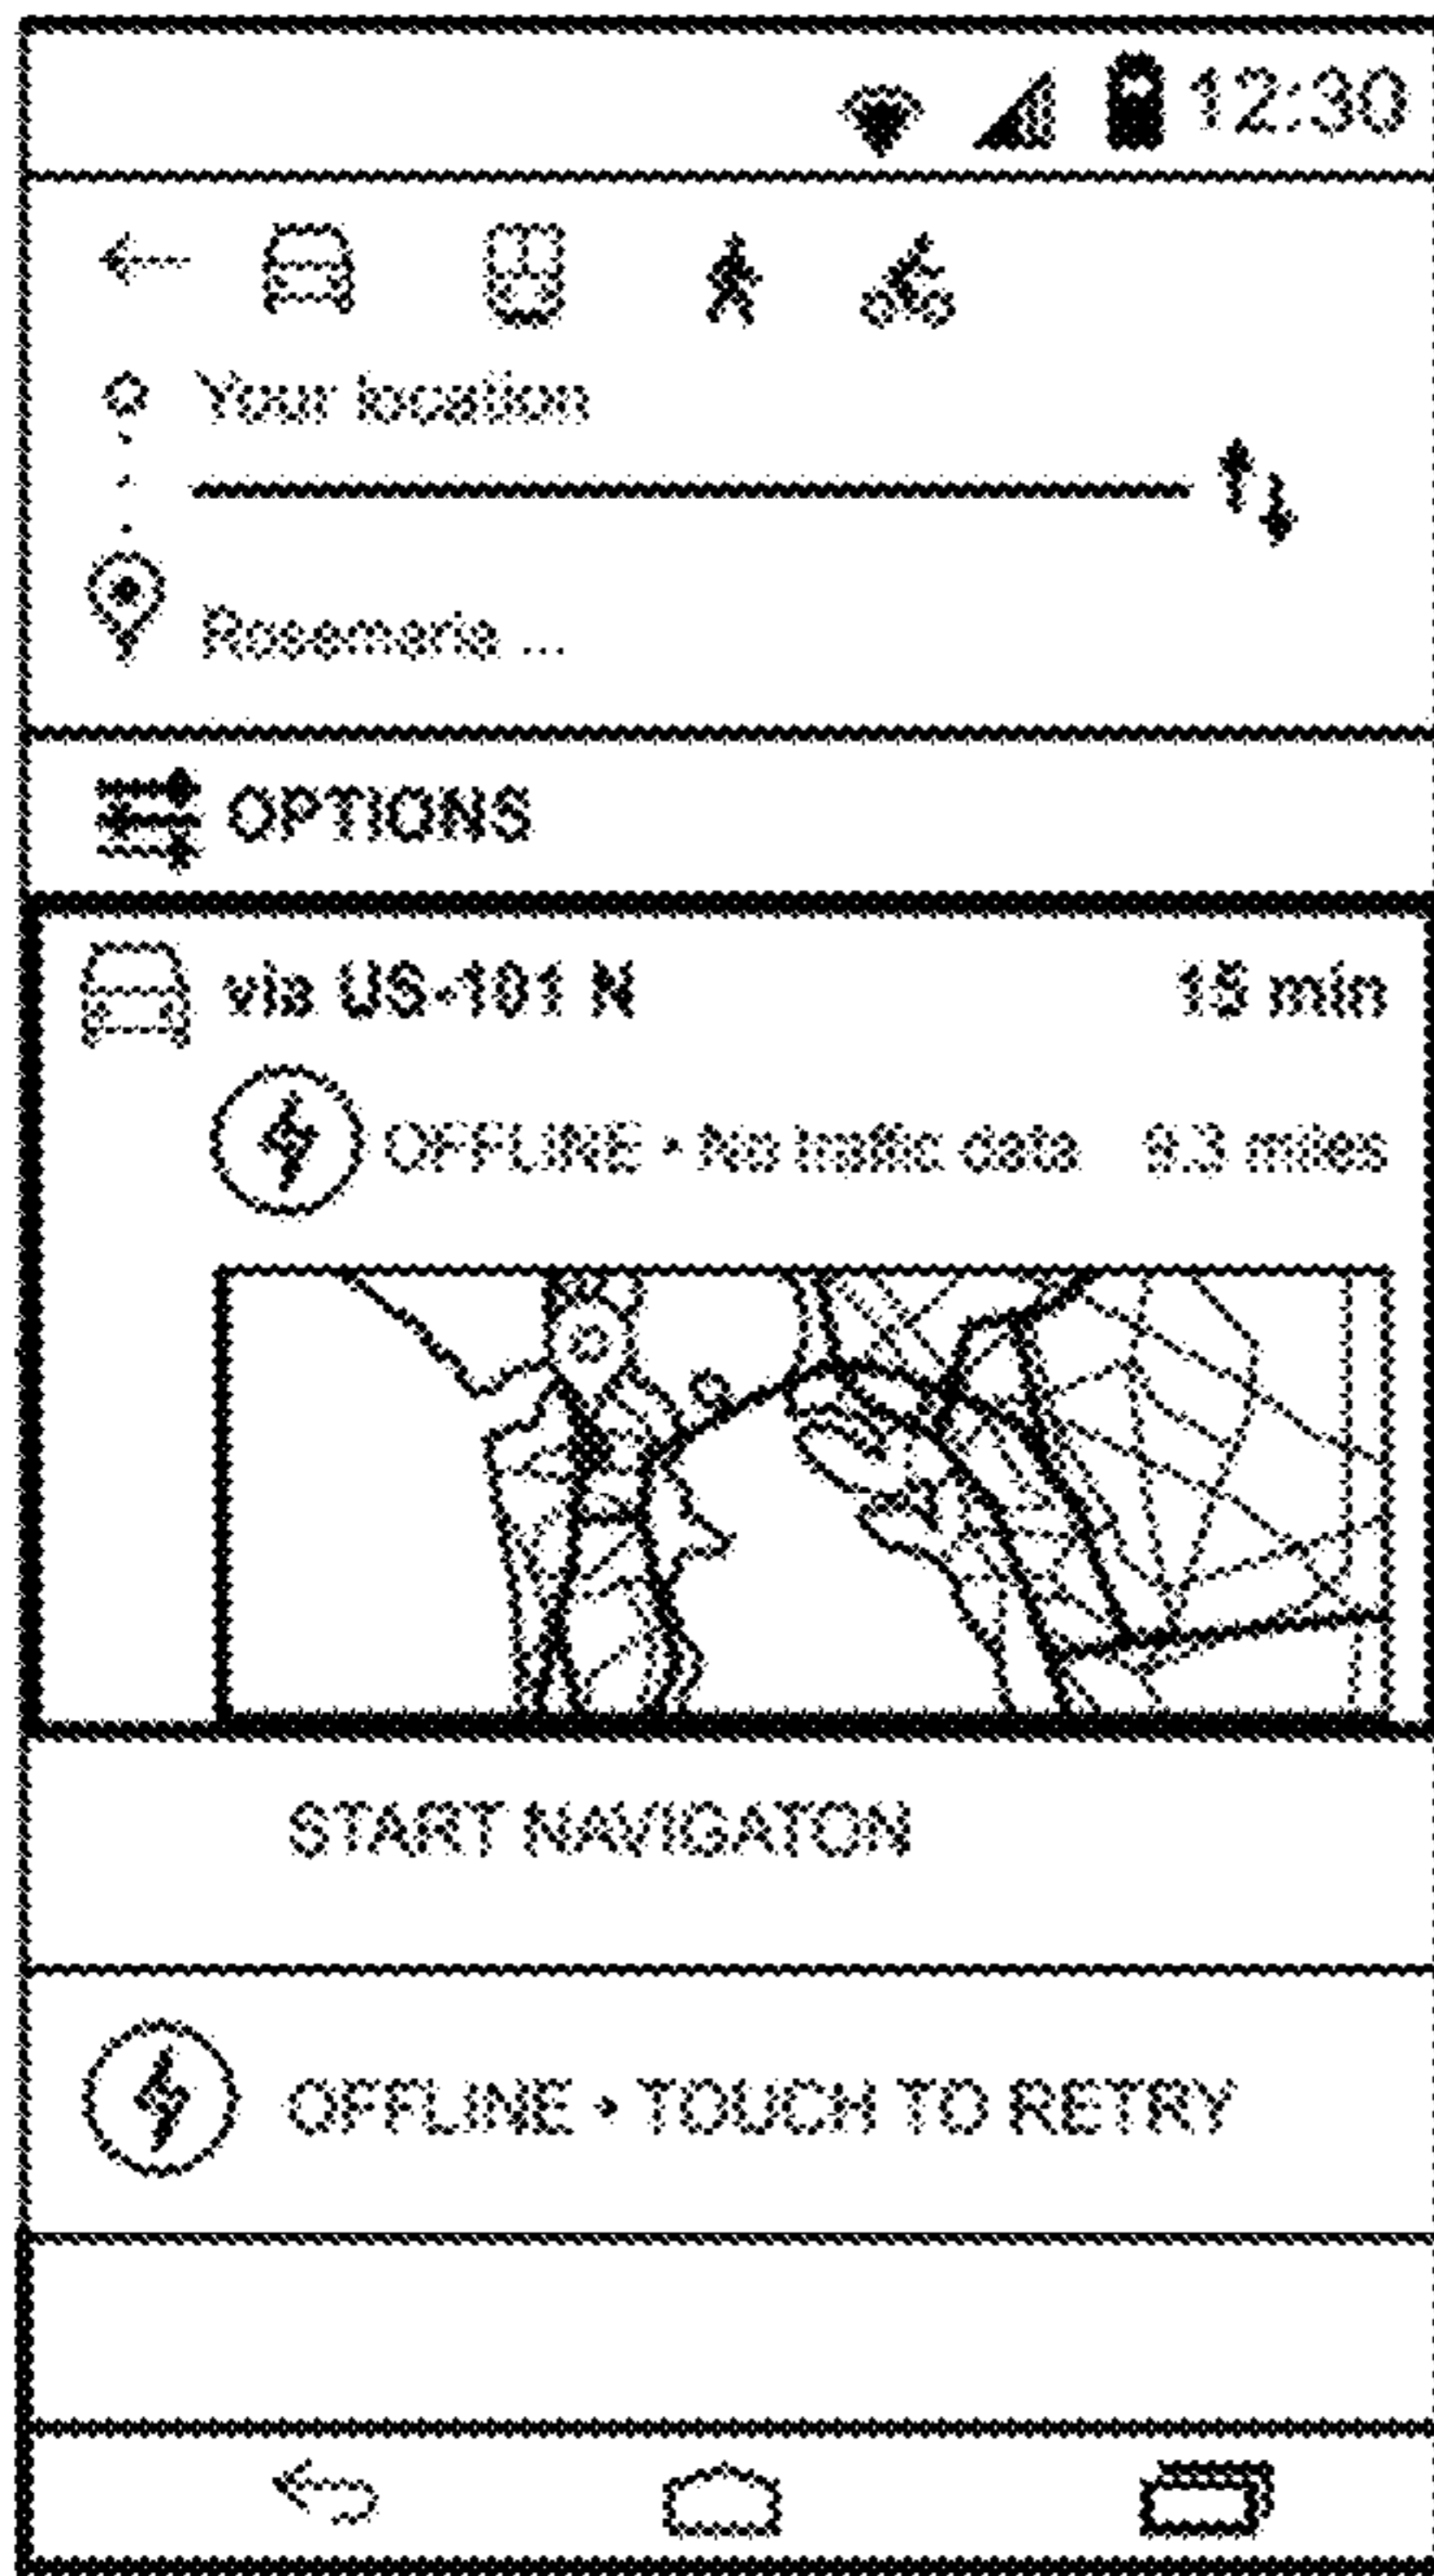 12:30
Your location
Rosemarie ...
OPTIONS
via US-101 N 15 min
OFFLINE • No traffic data 9.3 miles
START NAVIGATON
OFFLINE • TOUCH TO RETRY